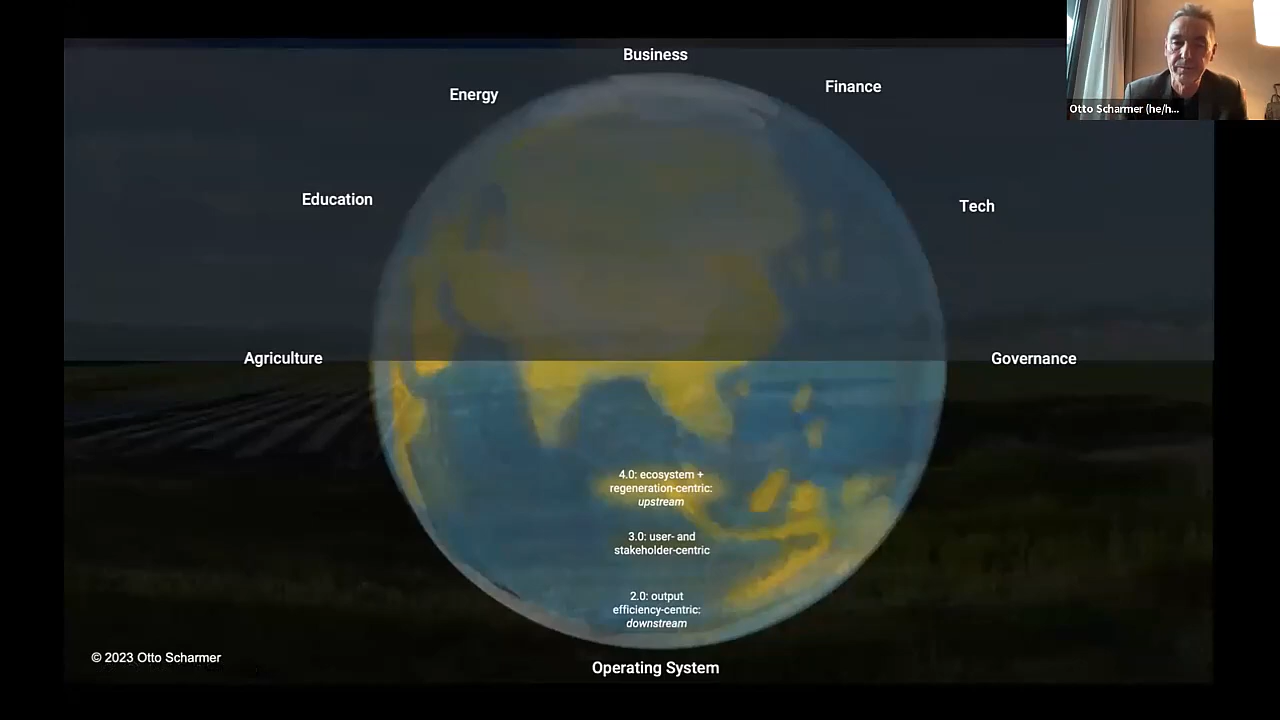 Business
Energy
Finance
Otto Scharmer (he/h...
Education
Tech
Agriculture
Governance
4.0: ecosystem +
regeneration-centric:
upstream
3.0: user- and
stakeholder-centric
2.0: output
efficiency-centric:
downstream
© 2023 Otto Scharmer
Operating System